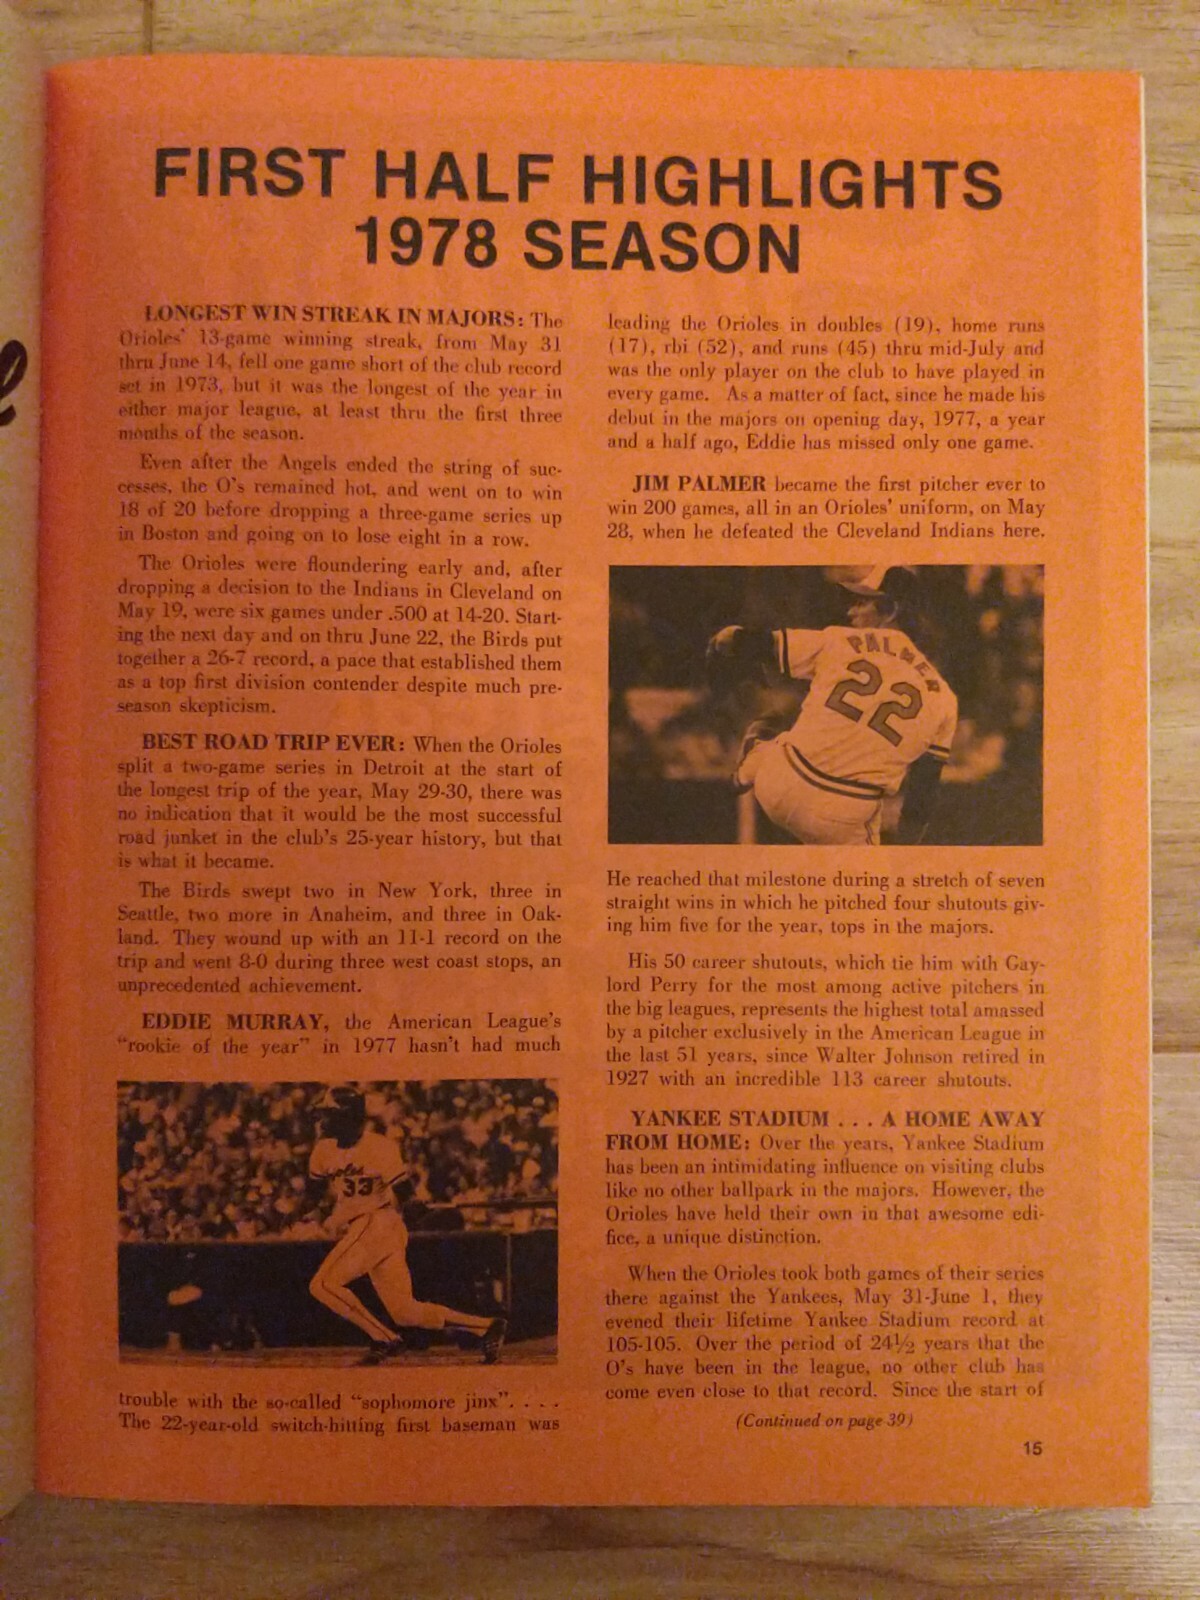 FIRST HALF HIGHLIGHTS
1978 SEASON
LONGEST WIN STREAK IN MAJORS: The
Orioles' 13-game winning streak, from May 31
thru June 14, fell one game short of the club record
set in 1973, but it was the longest of the year in
either major league, at least thru the first three
months of the season.
Even after the Angels ended the string of suc-
cesses, the O's remained hot, and went on to win
18 of 20 before dropping a three-game series up
in Boston and going on to lose eight in a row.
The Orioles were floundering early and, after
dropping a decision to the Indians in Cleveland on
May 19, were six games under .500 at 14-20. Start-
ing the next day and on thru June 22, the Birds put
together a 26-7 record, a pace that established them
as a top first division contender despite much pre-
season skepticism.
BEST ROAD TRIP EVER: When the Orioles
split a two-game series in Detroit at the start of
the longest trip of the year, May 29-30, there was
no indication that it would be the most successful
road junket in the club's 25-year history, but that
is what it became.
The Birds swept two in New York, three in
Seattle, two more in Anaheim, and three in Oak-
land. They wound up with an 11-1 record on the
trip and went 8-0 during three west coast stops, an
unprecedented achievement.
EDDIE MURRAY, the American League's
"rookie of the year" in 1977 hasn't had much
33
trouble with the so-called "sophomore jinx". . . .
The 22-year-old switch-hitting first baseman was
leading the Orioles in doubles (19), home runs
(17), rbi (52), and runs (45) thru mid-July and
was the only player on the club to have played in
every game. As a matter of fact, since he made his
debut in the majors on opening day, 1977, a year
and a half ago, Eddie has missed only one game.
JIM PALMER became the first pitcher ever to
win 200 games, all in an Orioles' uniform, on May
28, when he defeated the Cleveland Indians here.
PALMER
22
He reached that milestone during a stretch of seven
straight wins in which he pitched four shutouts giv-
ing him five for the year, tops in the majors.
His 50 career shutouts, which tie him with Gay-
lord Perry for the most among active pitchers in
the big leagues, represents the highest total amassed
by a pitcher exclusively in the American League in
the last 51 years, since Walter Johnson retired in
1927 with an incredible 113 career shutouts.
YANKEE STADIUM . . . A HOME AWAY
FROM HOME: Over the years, Yankee Stadium
has been an intimidating influence on visiting clubs
like no other ballpark in the majors. However, the
Orioles have held their own in that awesome edi-
fice, a unique distinction.
When the Orioles took both games of their series
there against the Yankees, May 31-June 1, they
evened their lifetime Yankee Stadium record at
105-105. Over the period of 24½ years that the
O's have been in the league, no other club has
come even close to that record. Since the start of
(Continued on page 39)
15